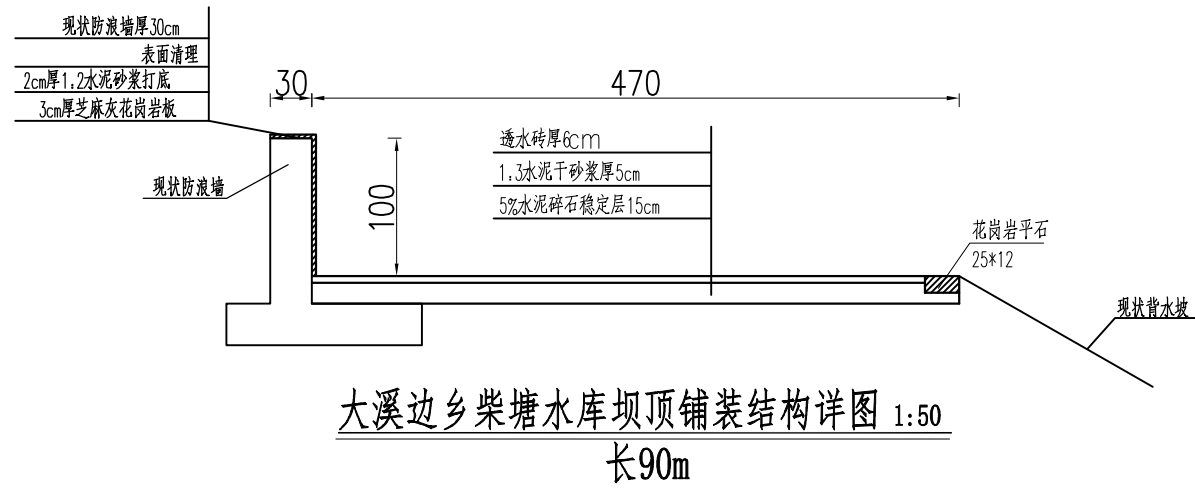 现状防浪墙厚30cm
表面清理
2cm厚1:2水泥砂浆打底
3cm厚芝麻灰花岗岩板
30
470
透水砖厚6cm
1:3水泥干砂浆厚5cm
5%水泥碎石稳定层15cm
现状防浪墙
100
花岗岩平石
25*12
现状背水坡
大溪边乡柴塘水库坝顶铺装结构详图 1:50
长90m